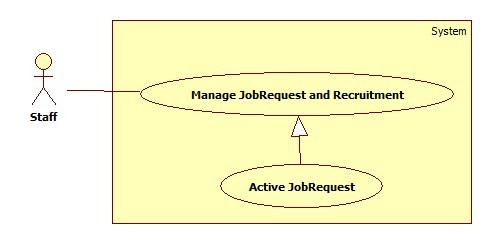 System
Manage JobRequest and Recruitment
Staff
Active JobRequest